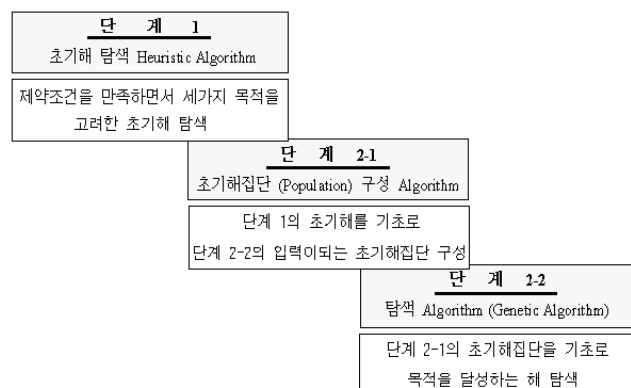 단 계 1
초기해 탐색 Heuristic Algorithm
제약조건을 만족하면서 세가지 목적을
고려한 초기해 탐색
단 계 2-1
초기해집단 (Population) 구성 Algorithm
단계 1의 초기해를 기초로
단계 2-2의 입력이되는 초기해집단 구성
단 계 2-2
탐색 Algorithm (Genetic Algorithm)
단계 2-1의 초기해집단을 기초로
목적을 달성하는 해 탐색